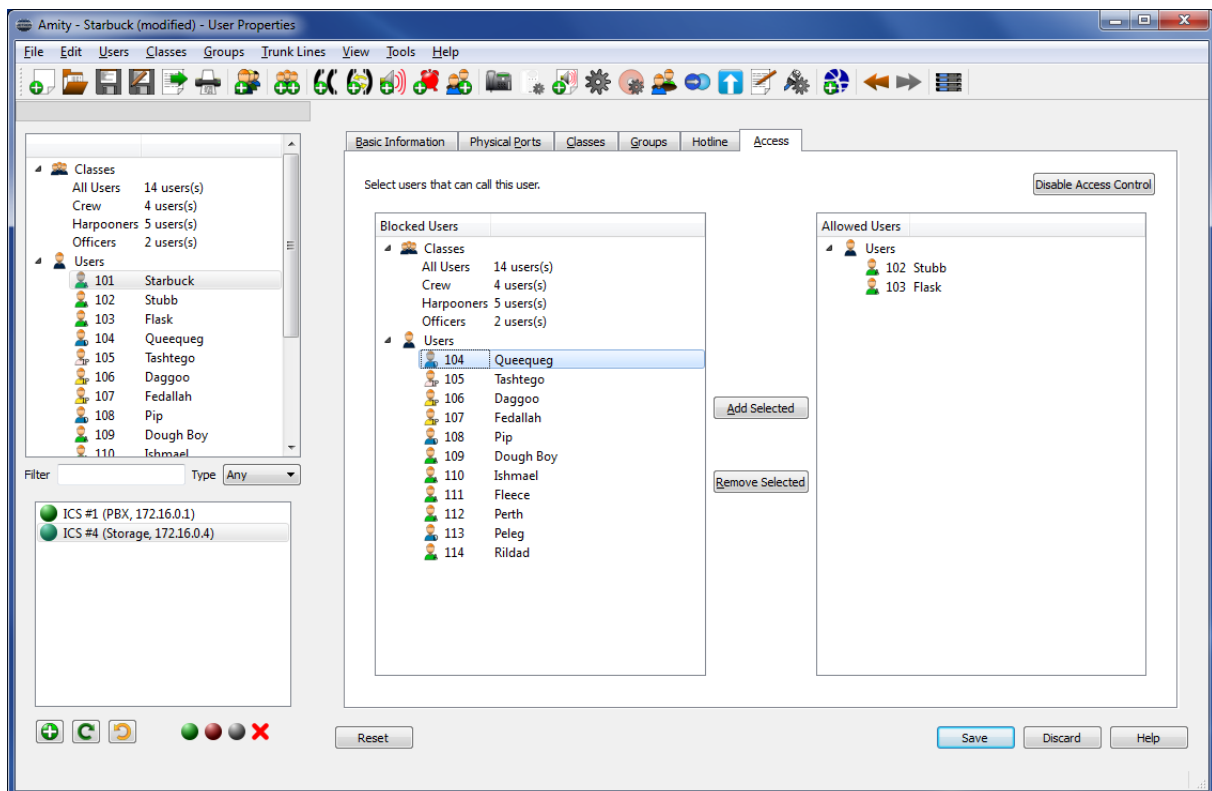 Amity - Starbuck (modified) - User Properties
File Edit Users Classes Groups Trunk Lines View Tools Help
Classes
All Users 14 users(s)
Crew 4 users(s)
Harpooners 5 users(s)
Officers 2 users(s)
Users
101 Starbuck
102 Stubb
103 Flask
104 Queequeg
105 Tashtego
106 Daggoo
107 Fedallah
108 Pip
109 Dough Boy
110 Ishmael
Filter Type Any
ICS #1 (PBX, 172.16.0.1)
ICS #4 (Storage, 172.16.0.4)
Basic Information Physical Ports Classes Groups Hotline Access
Select users that can call this user.
Disable Access Control
Blocked Users
Classes
All Users 14 users(s)
Crew 4 users(s)
Harpooners 5 users(s)
Officers 2 users(s)
Users
104 Queequeg
105 Tashtego
106 Daggoo
107 Fedallah
108 Pip
109 Dough Boy
110 Ishmael
111 Fleece
112 Perth
113 Peleg
114 Rildad
Add Selected
Remove Selected
Allowed Users
Users
102 Stubb
103 Flask
Reset Save Discard Help